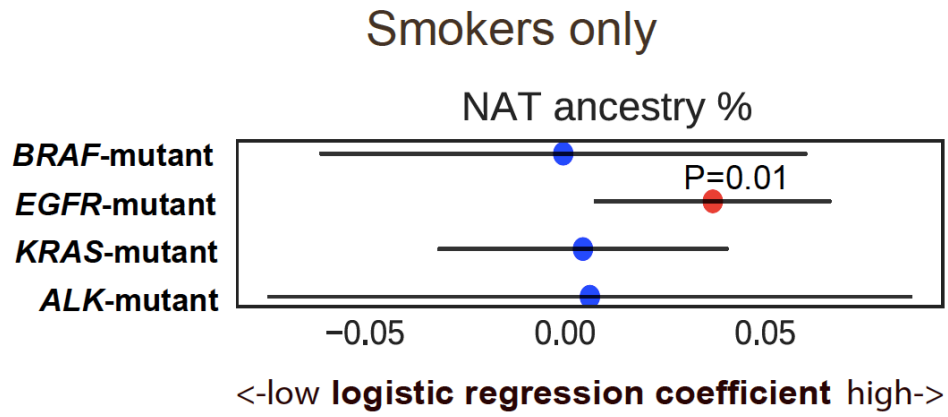 Smokers only
NAT ancestry %
BRAF-mutant
P=0.01
EGFR-mutant
KRAS-mutant
ALK-mutant
−0.05 0.00 0.05
<-low logistic regression coefficient high->